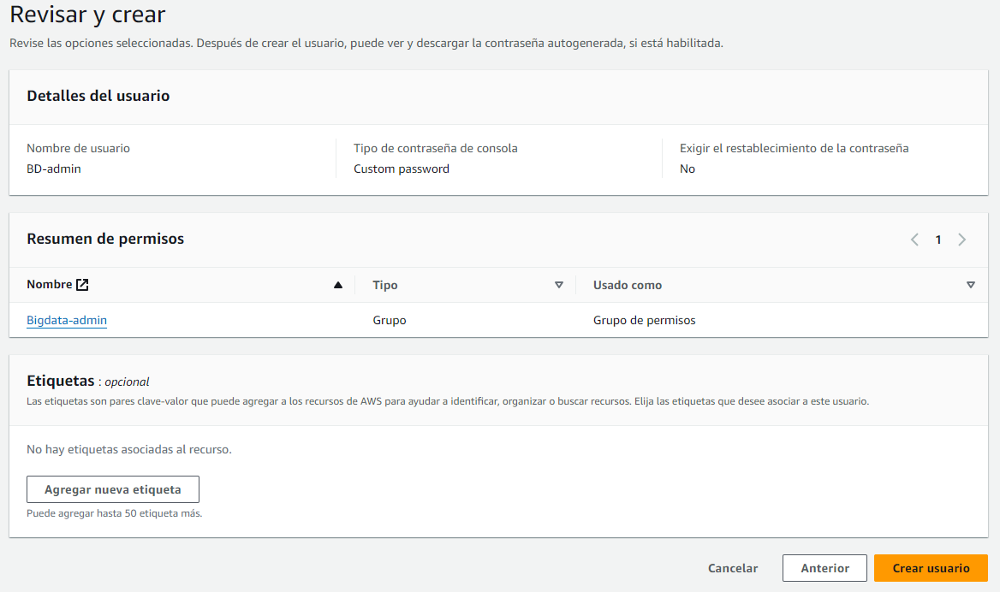 Revisar y crear
Revise las opciones seleccionadas. Después de crear el usuario, puede ver y descargar la contraseña autogenerada, si está habilitada.
Detalles del usuario
Nombre de usuario
BD-admin
Tipo de contraseña de consola
Custom password
Exigir el restablecimiento de la contraseña
No
Resumen de permisos
1
Nombre Tipo Usado como
Bigdata-admin Grupo Grupo de permisos
Etiquetas : opcional
Las etiquetas son pares clave-valor que puede agregar a los recursos de AWS para ayudar a identificar, organizar o buscar recursos. Elija las etiquetas que desee asociar a este usuario.
No hay etiquetas asociadas al recurso.
Agregar nueva etiqueta
Puede agregar hasta 50 etiqueta más.
Cancelar Anterior Crear usuario